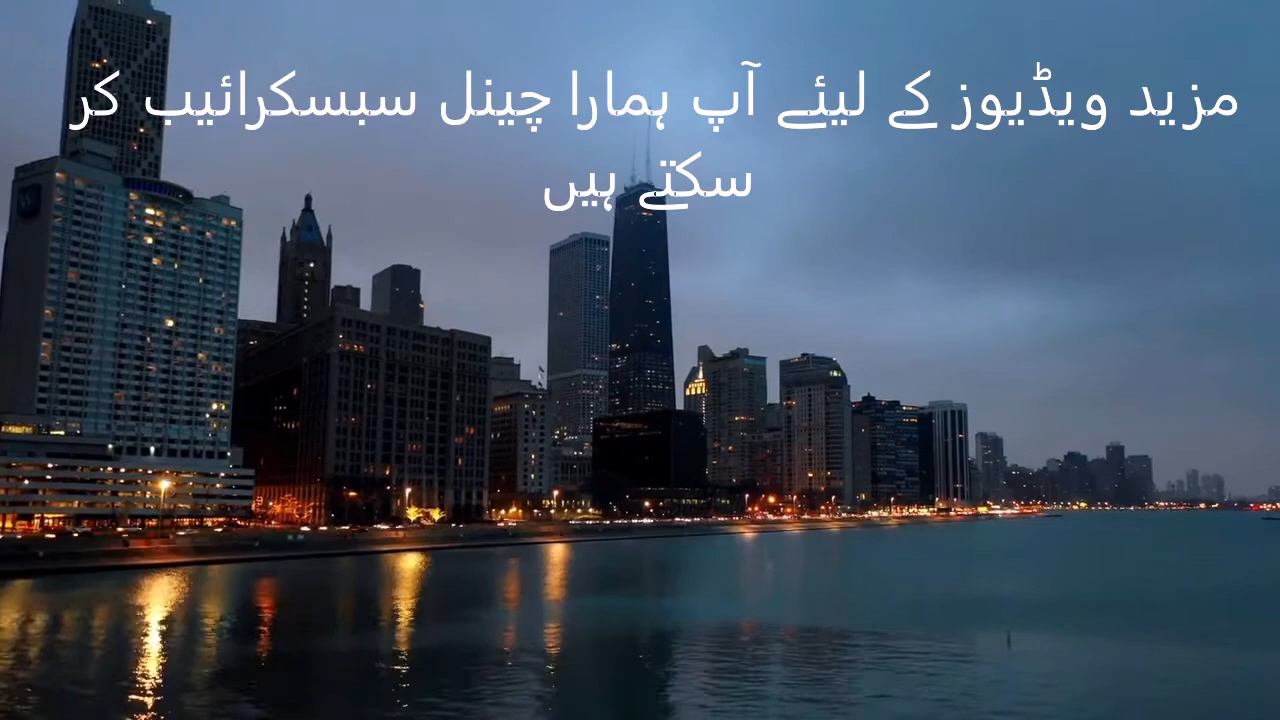 مزید ویڈیوز کے لیئے آپ ہمارا چینل سبسکرائیب کر
سکتے ہیں